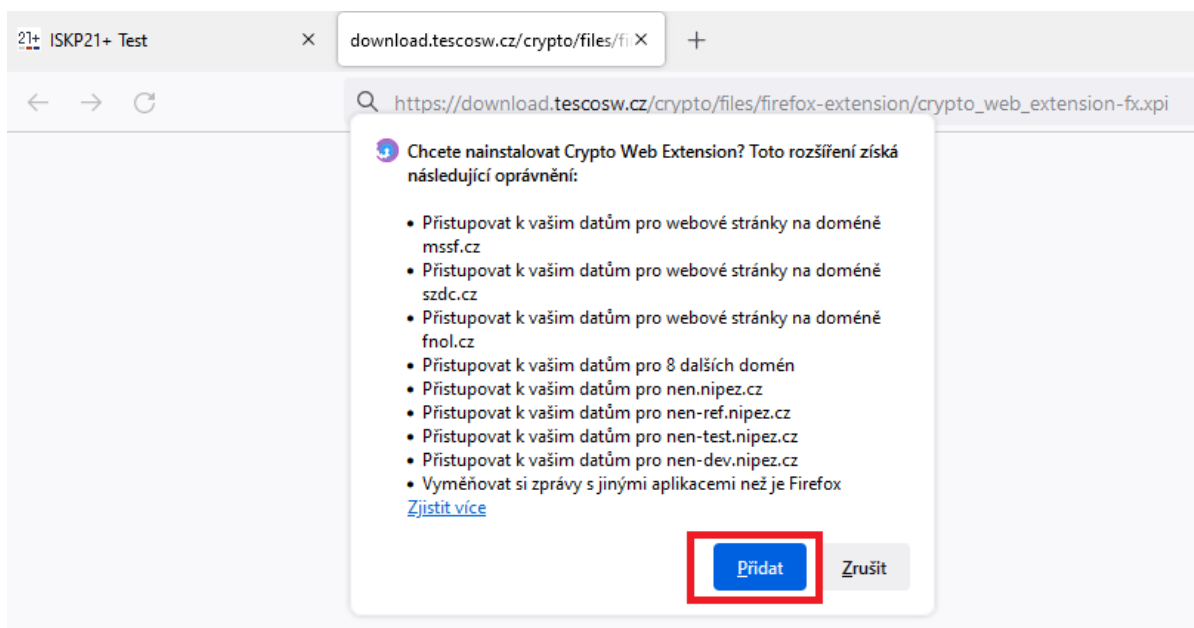 21+ ISKP21+ Test
download.tescosw.cz/crypto/files/fi
https://download.tescosw.cz/crypto/files/firefox-extension/crypto_web_extension-fx.xpi
Chcete nainstalovat Crypto Web Extension? Toto rozšíření získá
následující oprávnění:
• Přistupovat k vašim datům pro webové stránky na doméně
mssf.cz
• Přistupovat k vašim datům pro webové stránky na doméně
szdc.cz
• Přistupovat k vašim datům pro webové stránky na doméně
fnol.cz
• Přistupovat k vašim datům pro 8 dalších domén
• Přistupovat k vašim datům pro nen.nipez.cz
• Přistupovat k vašim datům pro nen-ref.nipez.cz
• Přistupovat k vašim datům pro nen-test.nipez.cz
• Přistupovat k vašim datům pro nen-dev.nipez.cz
• Vyměňovat si zprávy s jinými aplikacemi než je Firefox
Zjistit více
Přidat Zrušit